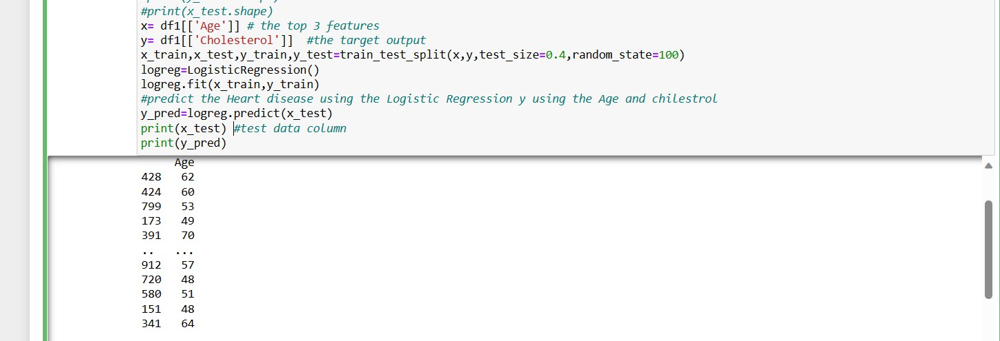 #print(x_test.shape)
x= df1[['Age']] # the top 3 features
y= df1[['Cholesterol']]  #the target output
x_train,x_test,y_train,y_test=train_test_split(x,y,test_size=0.4,random_state=100)
logreg=LogisticRegression()
logreg.fit(x_train,y_train)
#predict the Heart disease using the Logistic Regression y using the Age and chilestrol
y_pred=logreg.predict(x_test)
print(x_test) #test data column
print(y_pred)
Age
428 62
424 60
799 53
173 49
391 70
.. ...
912 57
720 48
580 51
151 48
341 64